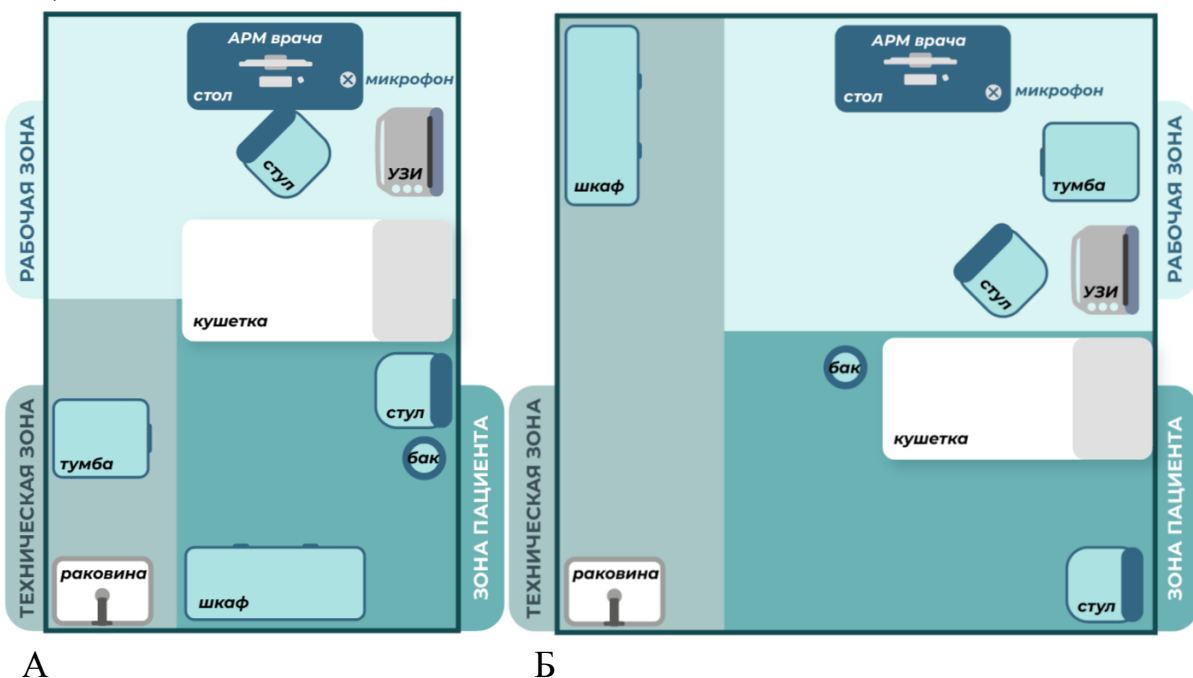 АРМ врача
микрофон
стол
стул
УЗИ
РАБОЧАЯ ЗОНА
кушетка
стул
бак
тумба
ТЕХНИЧЕСКАЯ ЗОНА
ЗОНА ПАЦИЕНТА
раковина
шкаф
А
АРМ врача
микрофон
стол
шкаф
тумба
РАБОЧАЯ ЗОНА
стул
УЗИ
бак
кушетка
ТЕХНИЧЕСКАЯ ЗОНА
ЗОНА ПАЦИЕНТА
раковина
стул
Б